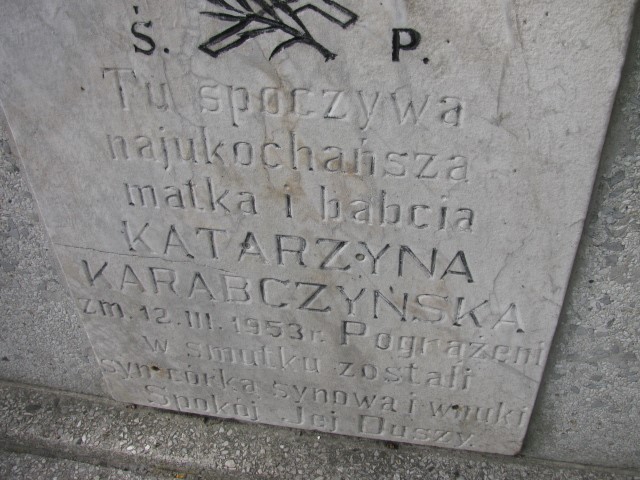 Ś. P.
Tu spoczywa
najukochańsza
matka i babcia
KATARZYNA
KARABCZYŃSKA
zm. 12.III.1953 r. Pogrążeni
w smutku zostali
syn córka synowa i wnuki
Spokój Jej Duszy.